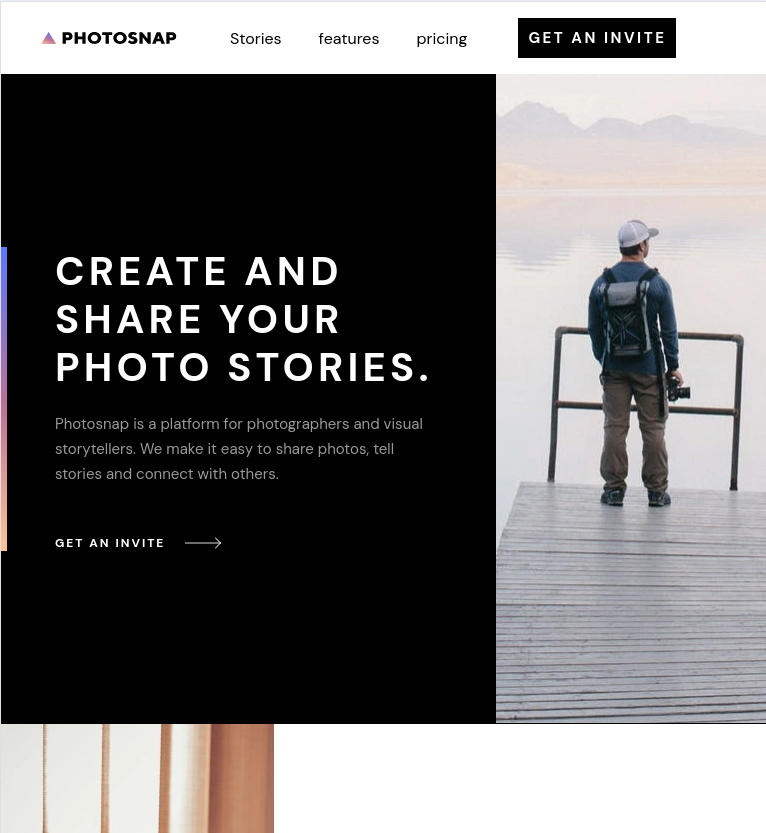 PHOTOSNAP
Stories
features
pricing
GET AN INVITE
CREATE AND
SHARE YOUR
PHOTO STORIES.
Photosnap is a platform for photographers and visual
storytellers. We make it easy to share photos, tell
stories and connect with others.
GET AN INVITE